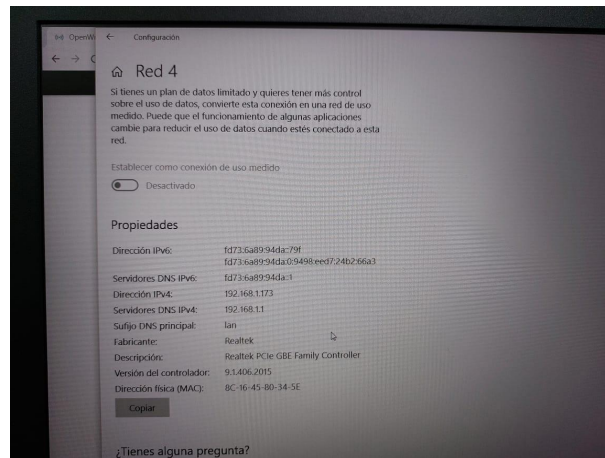 OpenW
← Configuración
← →
Red 4
Si tienes un plan de datos limitado y quieres tener más control
sobre el uso de datos, convierte esta conexión en una red de uso
medido. Puede que el funcionamiento de algunas aplicaciones
cambie para reducir el uso de datos cuando estés conectado a esta
red.
Establecer como conexión de uso medido
Desactivado
Propiedades
Dirección IPv6: fd73:6a89:94da::79f
fd73:6a89:94da:0:9498:eed7:24b2:66a3
Servidores DNS IPv6: fd73:6a89:94da::1
Dirección IPv4: 192.168.1.173
Servidores DNS IPv4: 192.168.1.1
Sufijo DNS principal: lan
Fabricante: Realtek
Descripción: Realtek PCIe GBE Family Controller
Versión del controlador: 9.1.406.2015
Dirección física (MAC): 8C-16-45-80-34-5E
Copiar
¿Tienes alguna pregunta?